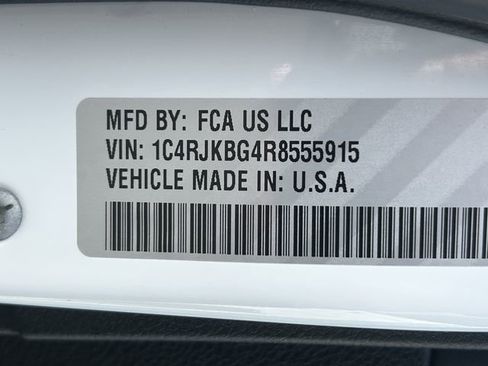 MFD BY: FCA US LLC
VIN: 1C4RJKBG4R8555915
VEHICLE MADE IN: U.S.A.